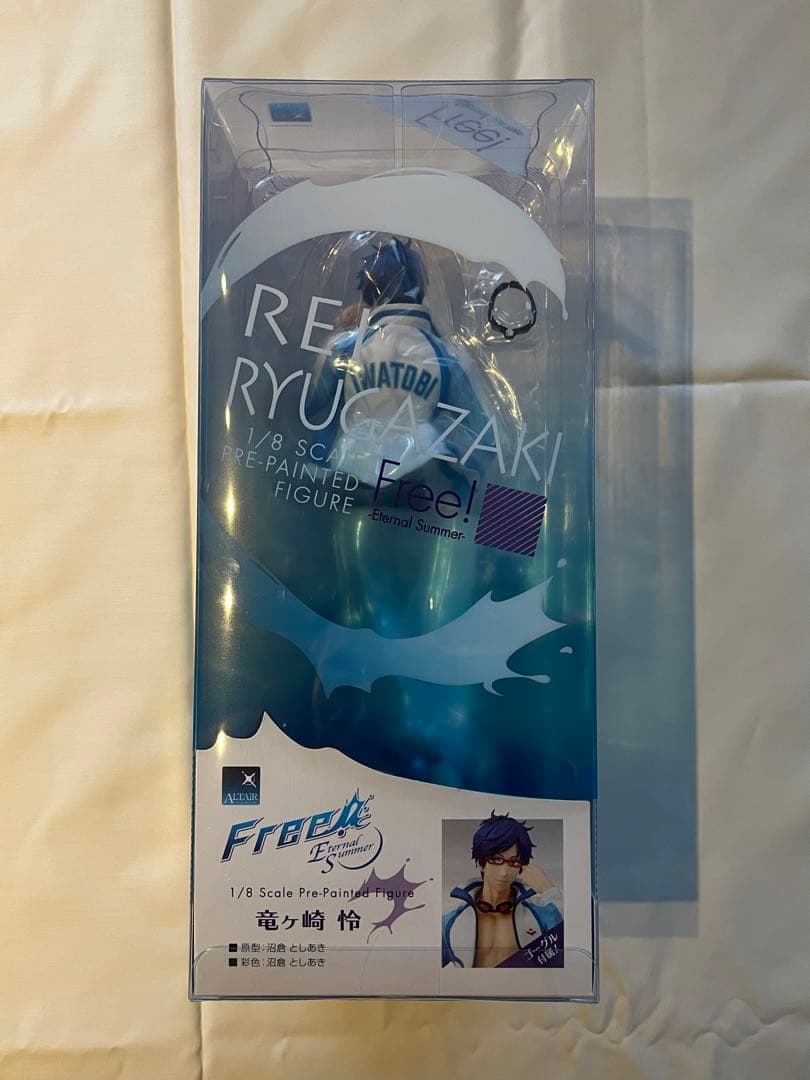 REI
IWATOBI
RYUGAZAKI
1/8 SCA
PRE-PAINTED
FIGURE
Free!
-Eternal Summer-
ALTAiR
Free!
Eternal
Summer
1/8 Scale Pre-Painted Figure
竜ヶ崎 怜
■ 原型:沼倉 としあき
■ 彩色:沼倉 としあき
ゴーグル
付属!